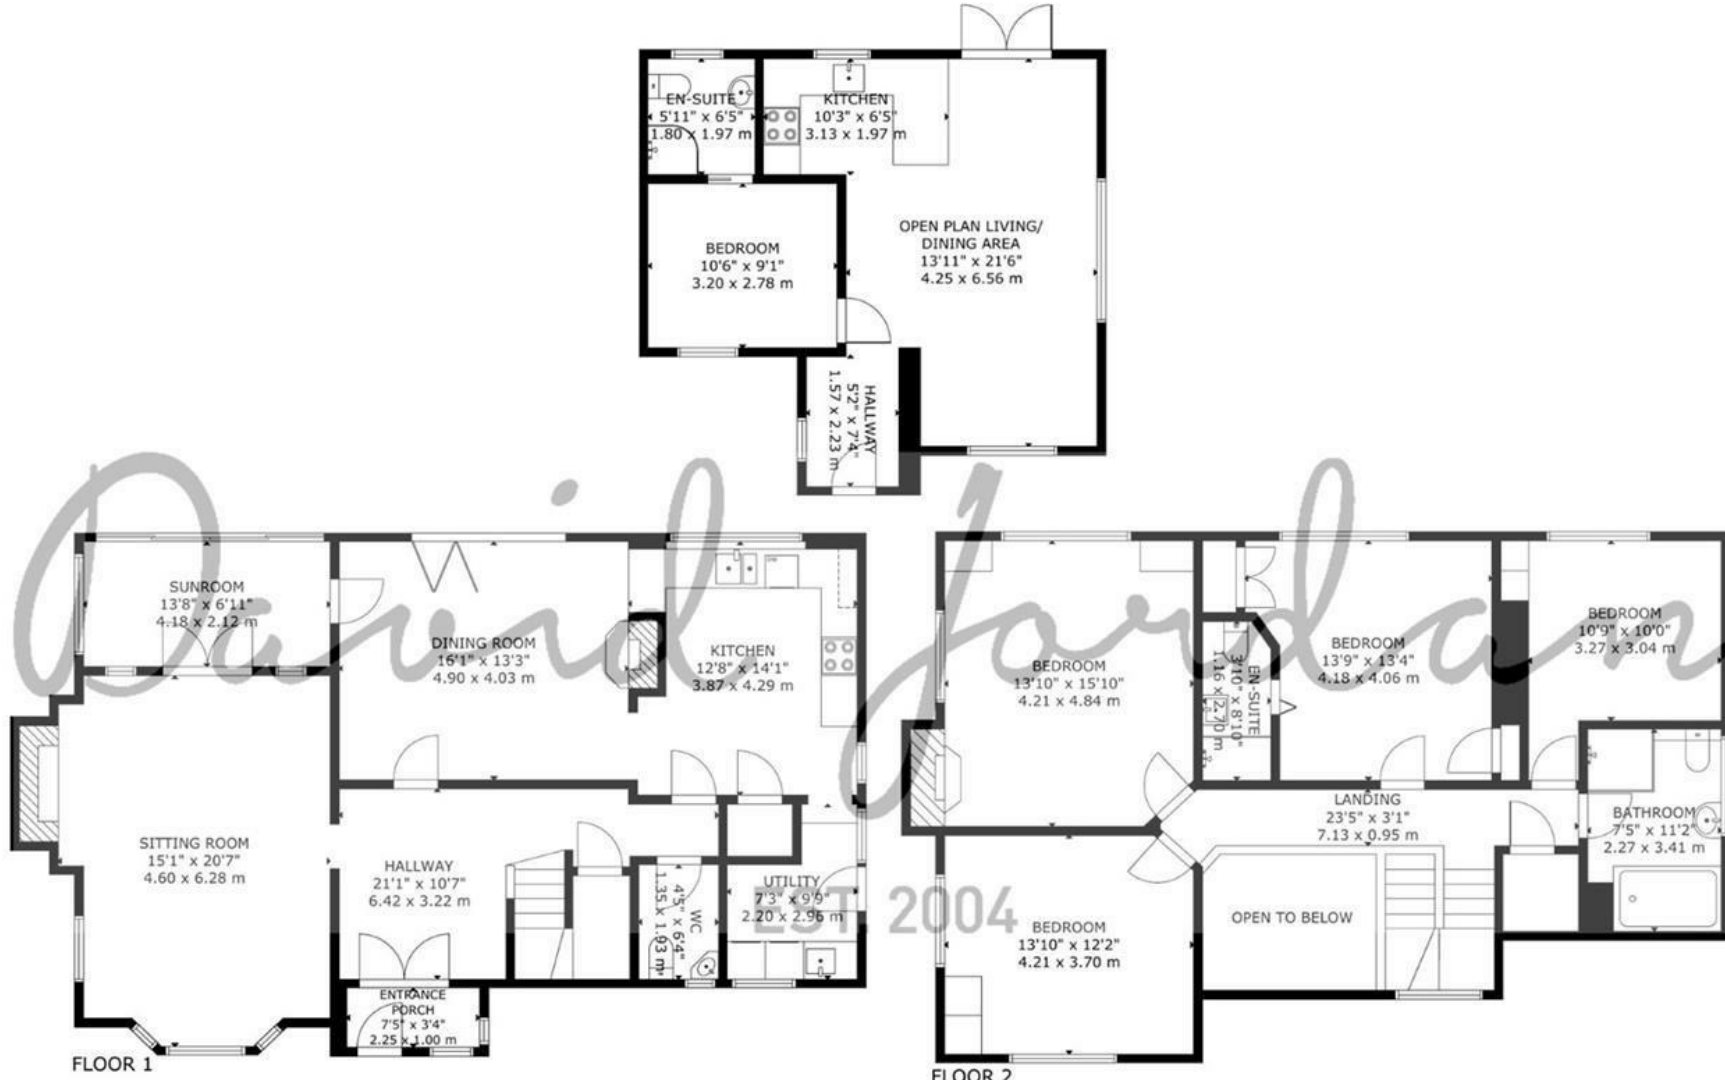 EN-SUITE
5'11" x 6'5"
1.80 x 1.97 m
KITCHEN
10'3" x 6'5"
3.13 x 1.97 m
OPEN PLAN LIVING/
DINING AREA
13'11" x 21'6"
4.25 x 6.56 m
BEDROOM
10'6" x 9'1"
3.20 x 2.78 m
HALLWAY
5'2" x 7'4"
1.57 x 2.23 m
David Jordan
EST. 2004
SUNROOM
13'8" x 6'11"
4.18 x 2.12 m
DINING ROOM
16'1" x 13'3"
4.90 x 4.03 m
KITCHEN
12'8" x 14'1"
3.87 x 4.29 m
SITTING ROOM
15'1" x 20'7"
4.60 x 6.28 m
HALLWAY
21'1" x 10'7"
6.42 x 3.22 m
WC
4'5" x 6'4"
1.35 x 1.93 m
UTILITY
7'3" x 9'9"
2.20 x 2.96 m
ENTRANCE
PORCH
7'5" x 3'4"
2.25 x 1.00 m
FLOOR 1
BEDROOM
13'10" x 15'10"
4.21 x 4.84 m
EN-SUITE
3'10" x 8'10"
1.16 x 2.70 m
BEDROOM
13'9" x 13'4"
4.18 x 4.06 m
BEDROOM
10'9" x 10'0"
3.27 x 3.04 m
LANDING
23'5" x 3'1"
7.13 x 0.95 m
BATHROOM
7'5" x 11'2"
2.27 x 3.41 m
OPEN TO BELOW
BEDROOM
13'10" x 12'2"
4.21 x 3.70 m
FLOOR 2